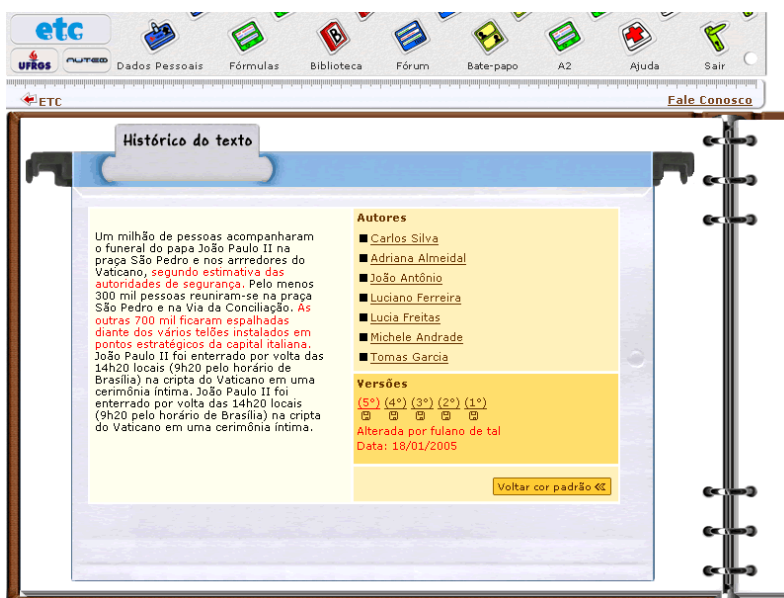 etc
UFRGS
NUTED
Dados Pessoais
Fórmulas
Biblioteca
Fórum
Bate-papo
A2
Ajuda
Sair
ETC
Fale Conosco
Histórico do texto
Um milhão de pessoas acompanharam
o funeral do papa João Paulo II na
praça São Pedro e nos arrredores do
Vaticano, segundo estimativa das
autoridades de segurança. Pelo menos
300 mil pessoas reuniram-se na praça
São Pedro e na Via da Conciliação. As
outras 700 mil ficaram espalhadas
diante dos vários telões instalados em
pontos estratégicos da capital italiana.
João Paulo II foi enterrado por volta das
14h20 locais (9h20 pelo horário de
Brasília) na cripta do Vaticano em uma
cerimônia íntima. João Paulo II foi
enterrado por volta das 14h20 locais
(9h20 pelo horário de Brasília) na cripta
do Vaticano em uma cerimônia íntima.
Autores
Carlos Silva
Adriana Almeidal
João Antônio
Luciano Ferreira
Lucia Freitas
Michele Andrade
Tomas Garcia
Versões
(5°) (4°) (3°) (2°) (1°)
Alterada por fulano de tal
Data: 18/01/2005
Voltar cor padrão